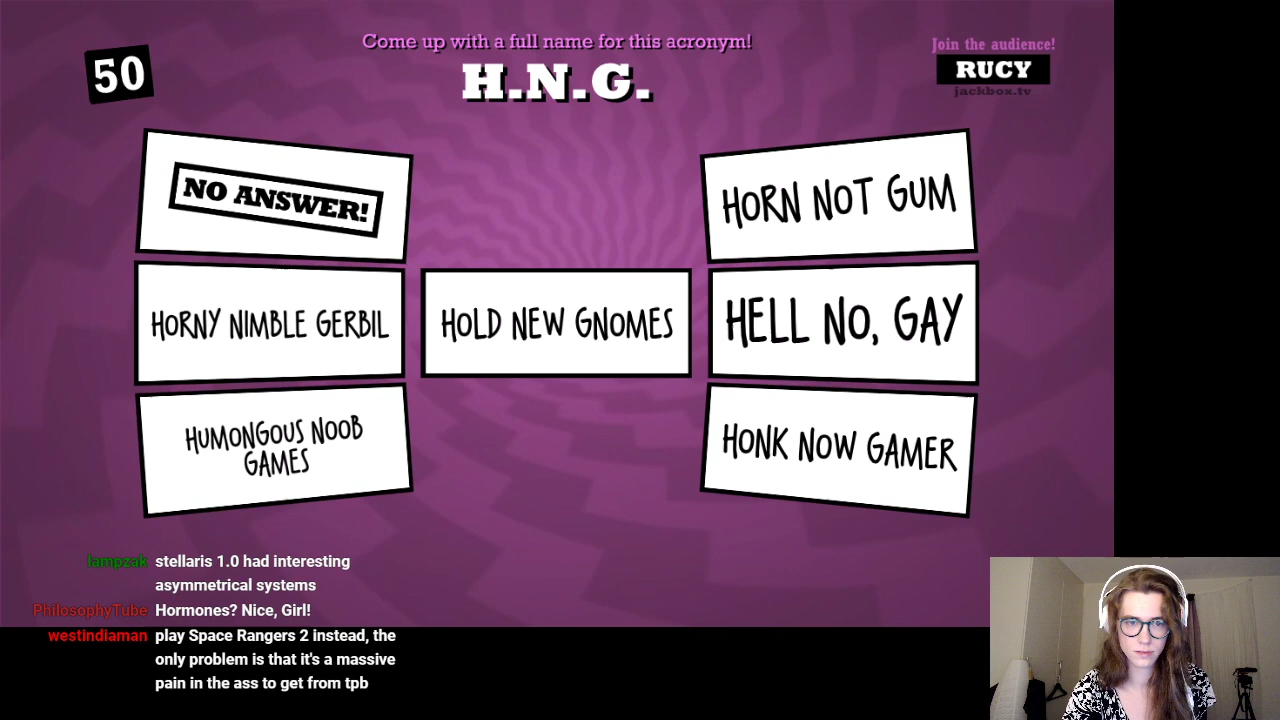 Come up with a full name for this acronym!
50
H.N.G.
Join the audience!
RUCY
jackbox.tv
NO ANSWER!
HORN NOT GUM
HORNY NIMBLE GERBIL
HOLD NEW GNOMES
HELL NO, GAY
HUMONGOUS NOOB
GAMES
HONK NOW GAMER
lampzak stellaris 1.0 had interesting
asymmetrical systems
PhilosophyTube Hormones? Nice, Girl!
westindiaman play Space Rangers 2 instead, the
only problem is that it's a massive
pain in the ass to get from tpb